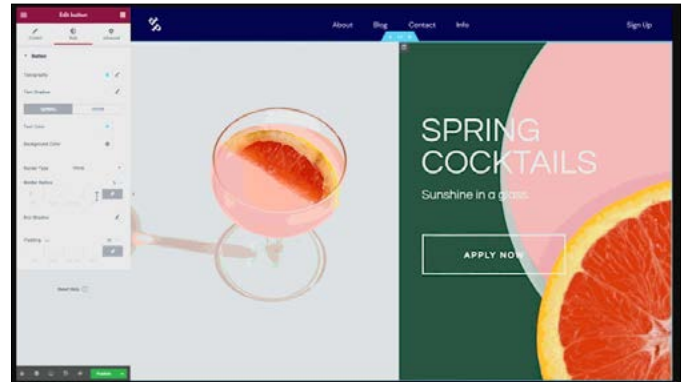 Edit button
Content
Style
Advanced
Button
Typography
Text Shadow
NORMAL
HOVER
Text Color
Background Color
Border Type
None
Border Radius
Box Shadow
Padding
Need Help
Publish
About
Blog
Contact
Info
Sign Up
SPRING
COCKTAILS
Sunshine in a glass.
APPLY NOW